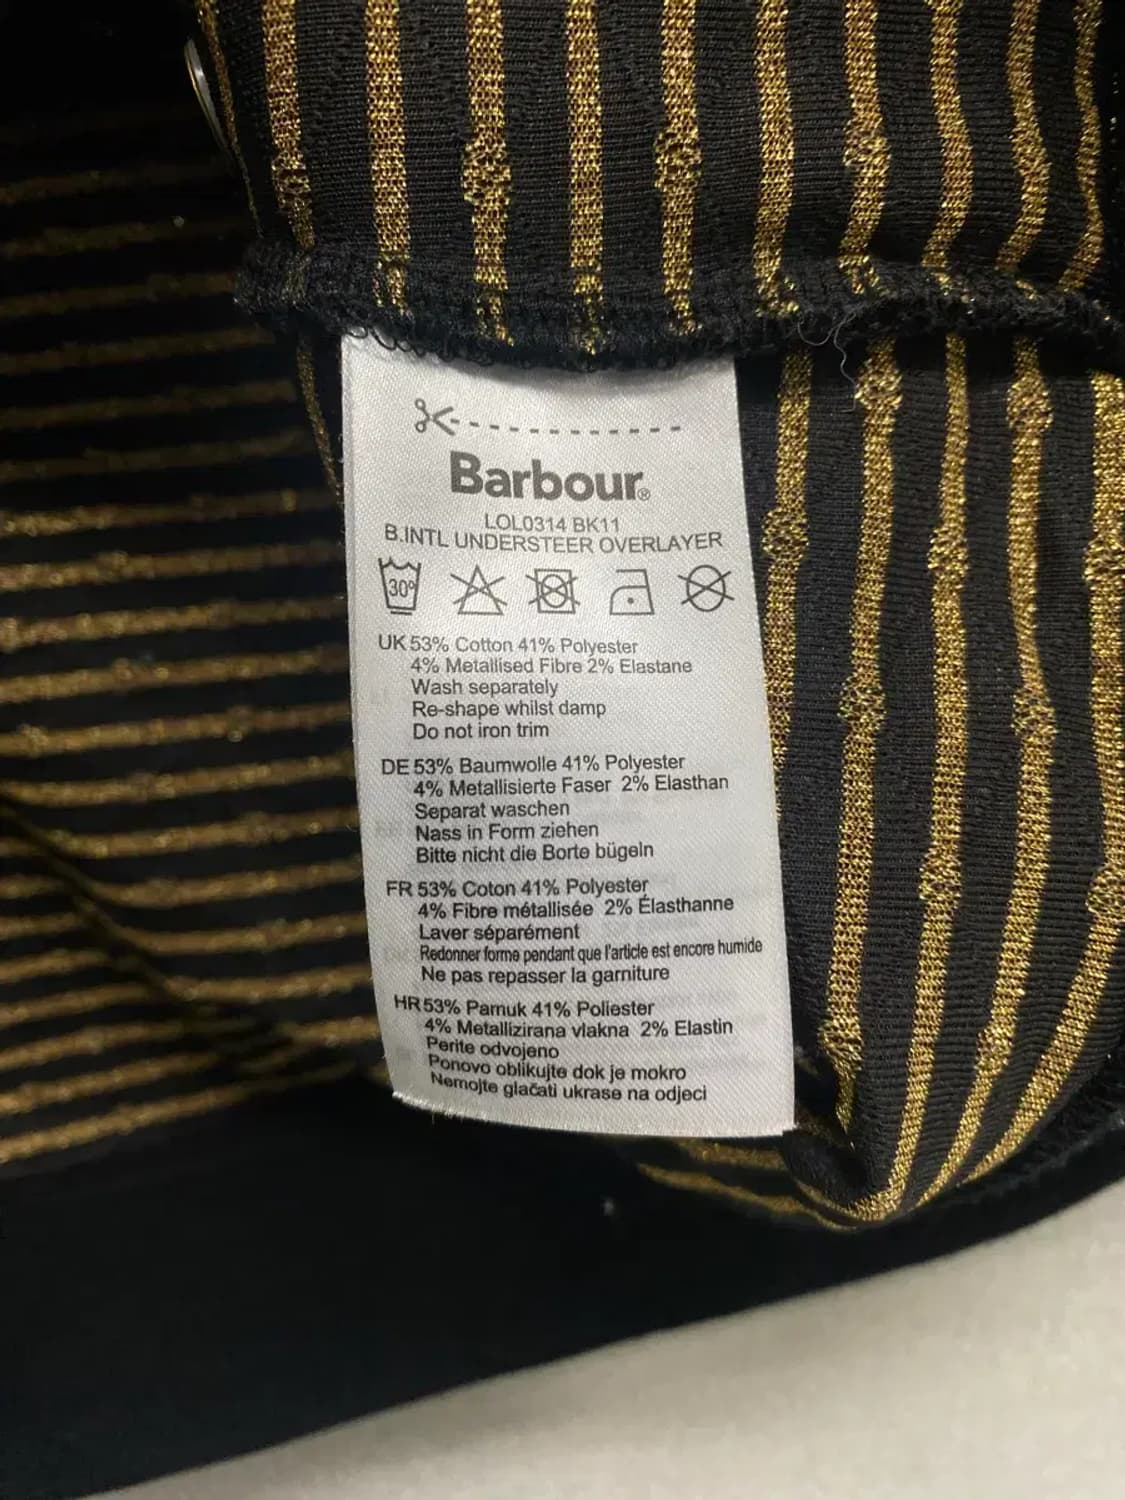 Barbour®
LOL0314 BK11
B.INTL UNDERSTEER OVERLAYER
30º
UK 53% Cotton 41% Polyester
4% Metallised Fibre 2% Elastane
Wash separately
Re-shape whilst damp
Do not iron trim
DE 53% Baumwolle 41% Polyester
4% Metallisierte Faser 2% Elasthan
Separat waschen
Nass in Form ziehen
Bitte nicht die Borte bügeln
FR 53% Coton 41% Polyester
4% Fibre métallisée 2% Élasthanne
Laver séparément
Redonner forme pendant que l'article est encore humide
Ne pas repasser la garniture
HR 53% Pamuk 41% Poliester
4% Metallizirana vlakna 2% Elastin
Perite odvojeno
Ponovo oblikujte dok je mokro
Nemojte glačati ukrase na odjeci